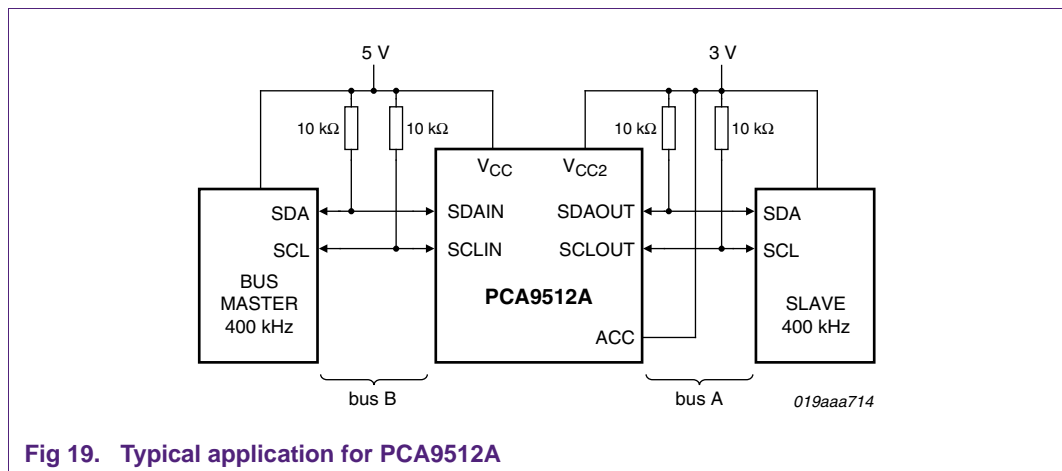 5 V
3 V
10 kΩ
10 kΩ
10 kΩ
10 kΩ
VCC
VCC2
SDA
SDAIN
SDAOUT
SDA
SCL
SCLIN
SCLOUT
SCL
BUS
MASTER
400 kHz
PCA9512A
SLAVE
400 kHz
ACC
bus B
bus A
019aaa714
Fig 19. Typical application for PCA9512A